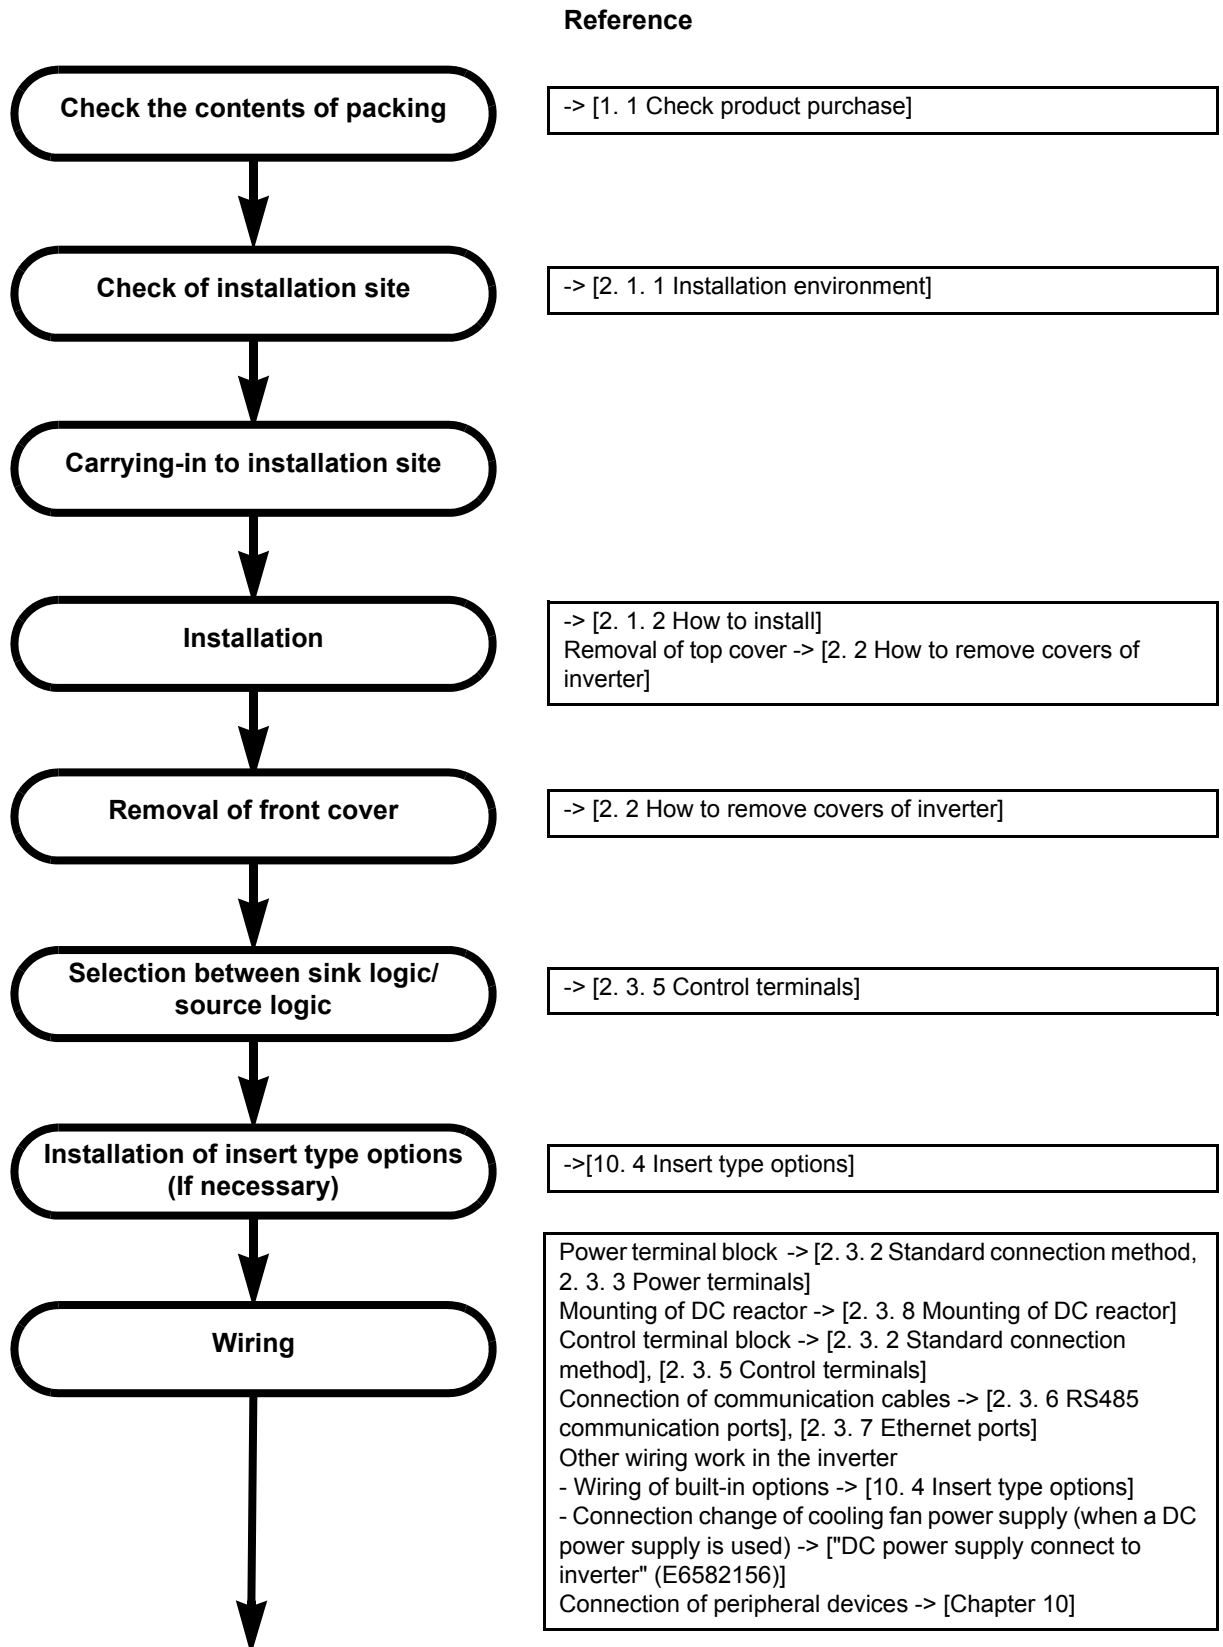 Reference
Check the contents of packing
-> [1. 1 Check product purchase]
Check of installation site
-> [2. 1. 1 Installation environment]
Carrying-in to installation site
Installation
-> [2. 1. 2 How to install]
Removal of top cover -> [2. 2 How to remove covers of
inverter]
Removal of front cover
-> [2. 2 How to remove covers of inverter]
Selection between sink logic/
source logic
-> [2. 3. 5 Control terminals]
Installation of insert type options
(If necessary)
->[10. 4 Insert type options]
Wiring
Power terminal block -> [2. 3. 2 Standard connection method,
2. 3. 3 Power terminals]
Mounting of DC reactor -> [2. 3. 8 Mounting of DC reactor]
Control terminal block -> [2. 3. 2 Standard connection
method], [2. 3. 5 Control terminals]
Connection of communication cables -> [2. 3. 6 RS485
communication ports], [2. 3. 7 Ethernet ports]
Other wiring work in the inverter
- Wiring of built-in options -> [10. 4 Insert type options]
- Connection change of cooling fan power supply (when a DC
power supply is used) -> ["DC power supply connect to
inverter" (E6582156)]
Connection of peripheral devices -> [Chapter 10]